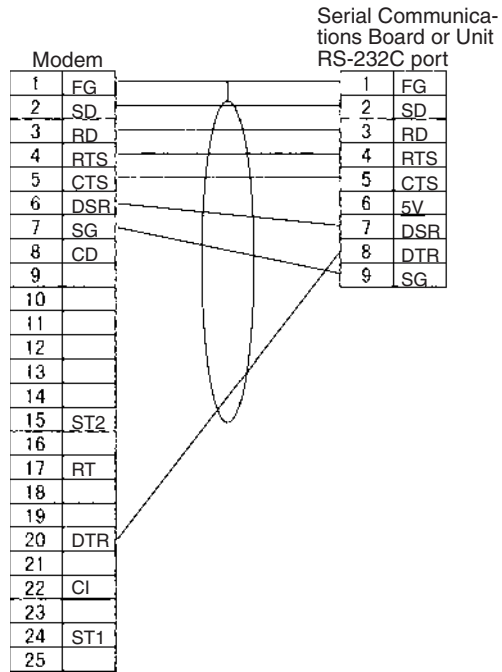 Serial Communica-
tions Board or Unit
RS-232C port
Modem
1 FG
2 SD
3 RD
4 RTS
5 CTS
6 DSR
7 SG
8 CD
9
10
11
12
13
14
15 ST2
16
17 RT
18
19
20 DTR
21
22 CI
23
24 ST1
25
1 FG
2 SD
3 RD
4 RTS
5 CTS
6 5V
7 DSR
8 DTR
9 SG